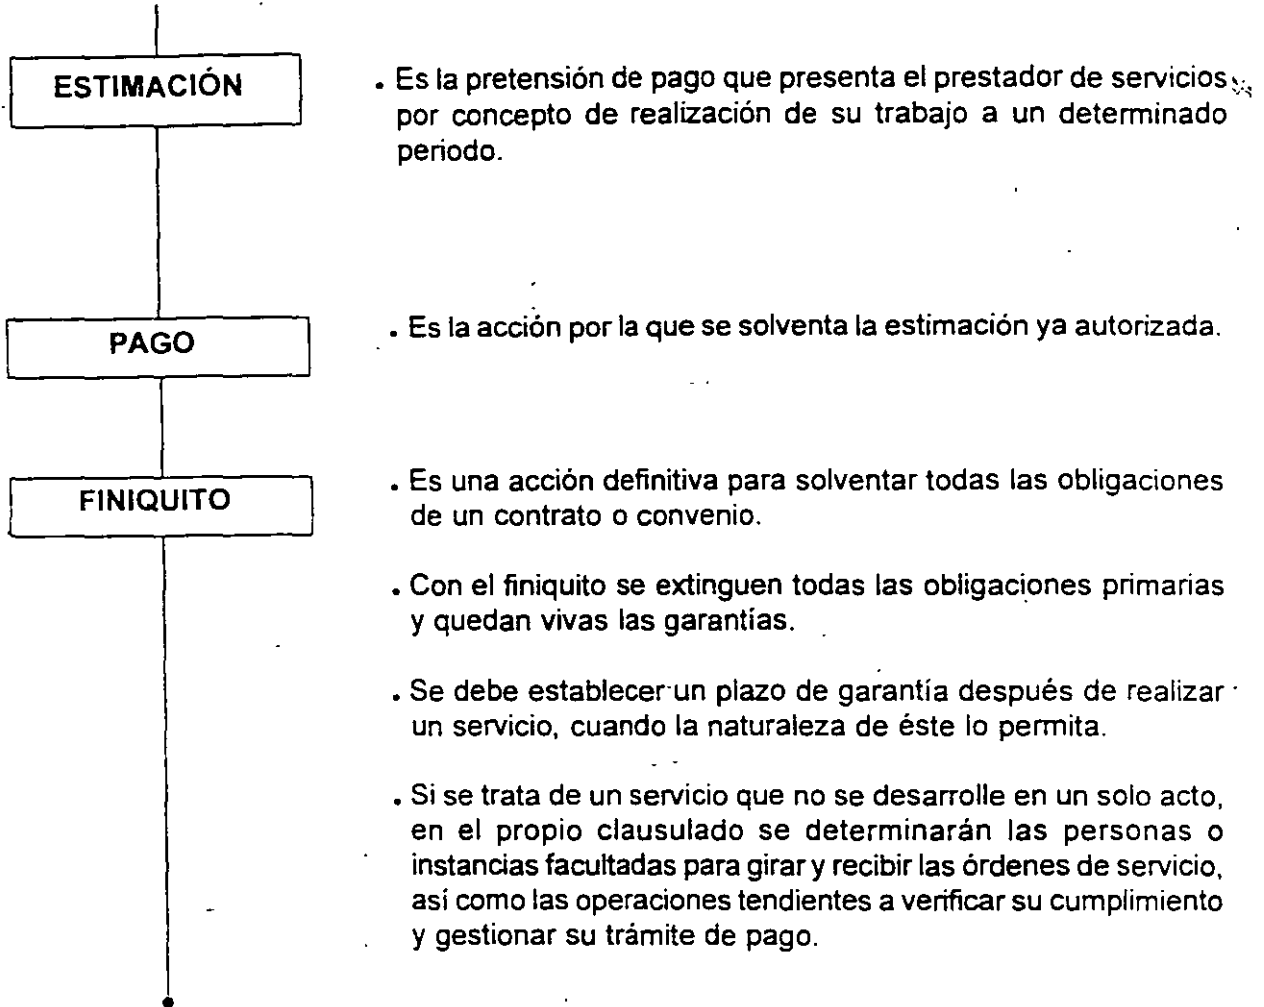 ESTIMACIÓN
. Es la pretensión de pago que presenta el prestador de servicios
por concepto de realización de su trabajo a un determinado
periodo.
PAGO
. Es la acción por la que se solventa la estimación ya autorizada.
FINIQUITO
. Es una acción definitiva para solventar todas las obligaciones
de un contrato o convenio.
. Con el finiquito se extinguen todas las obligaciones primarias
y quedan vivas las garantías.
. Se debe establecer un plazo de garantía después de realizar
un servicio, cuando la naturaleza de éste lo permita.
. Si se trata de un servicio que no se desarrolle en un solo acto,
en el propio clausulado se determinarán las personas o
instancias facultadas para girar y recibir las órdenes de servicio,
así como las operaciones tendientes a verificar su cumplimiento
y gestionar su trámite de pago.